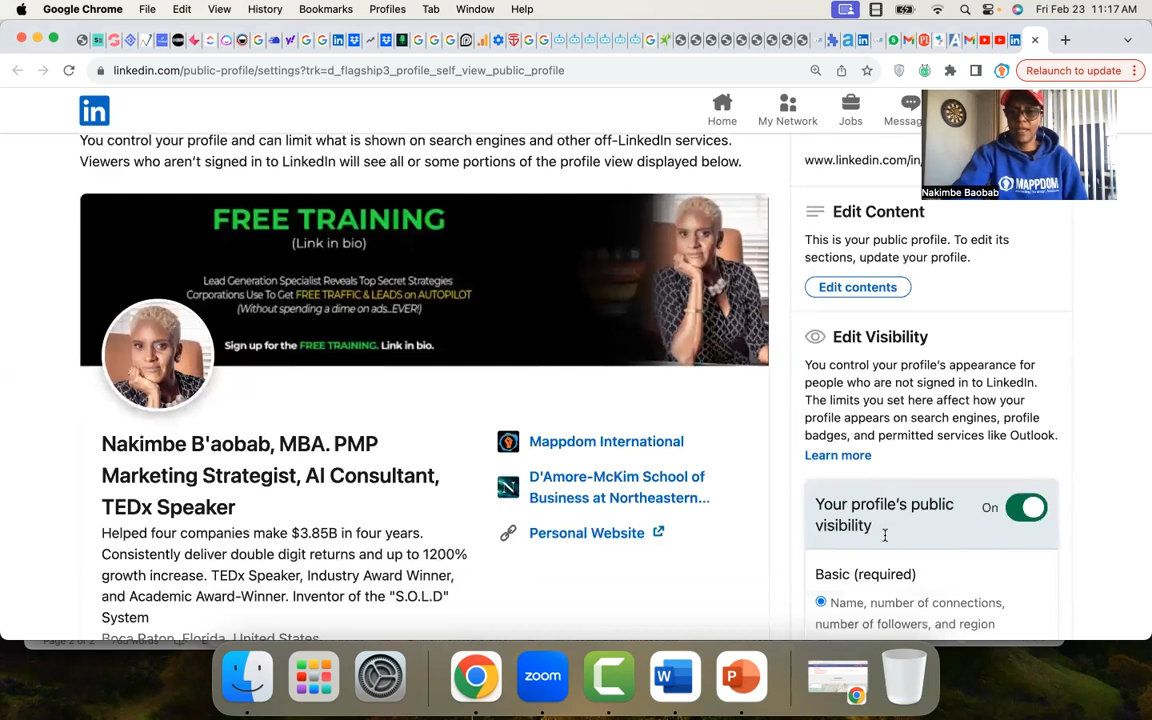 Google Chrome File Edit View History Bookmarks Profiles Tab Window Help
Fri Feb 23 11:17 AM
linkedin.com/public-profile/settings?trk=d_flagship3_profile_self_view_public_profile
Relaunch to update
in
Home
My Network
Jobs
Messag
Nakimbe Baobab
MAPPDOM
You control your profile and can limit what is shown on search engines and other off-LinkedIn services.
Viewers who aren't signed in to LinkedIn will see all or some portions of the profile view displayed below.
FREE TRAINING
(Link in bio)
Lead Generation Specialist Reveals Top Secret Strategies
Corporations Use To Get FREE TRAFFIC & LEADS on AUTOPILOT
(Without spending a dime on ads...EVER!)
Sign up for the FREE TRAINING. Link in bio.
Nakimbe B'aobab, MBA. PMP
Marketing Strategist, AI Consultant,
TEDx Speaker
Helped four companies make $3.85B in four years.
Consistently deliver double digit returns and up to 1200%
growth increase. TEDx Speaker, Industry Award Winner,
and Academic Award-Winner. Inventor of the "S.O.L.D"
System
Boca Raton, Florida, United States
Mappdom International
D'Amore-McKim School of
Business at Northeastern...
Personal Website
www.linkedin.com/in
Edit Content
This is your public profile. To edit its
sections, update your profile.
Edit contents
Edit Visibility
You control your profile's appearance for
people who are not signed in to LinkedIn.
The limits you set here affect how your
profile appears on search engines, profile
badges, and permitted services like Outlook.
Learn more
Your profile's public
visibility
On
Basic (required)
Name, number of connections,
number of followers, and region
zoom
W
P